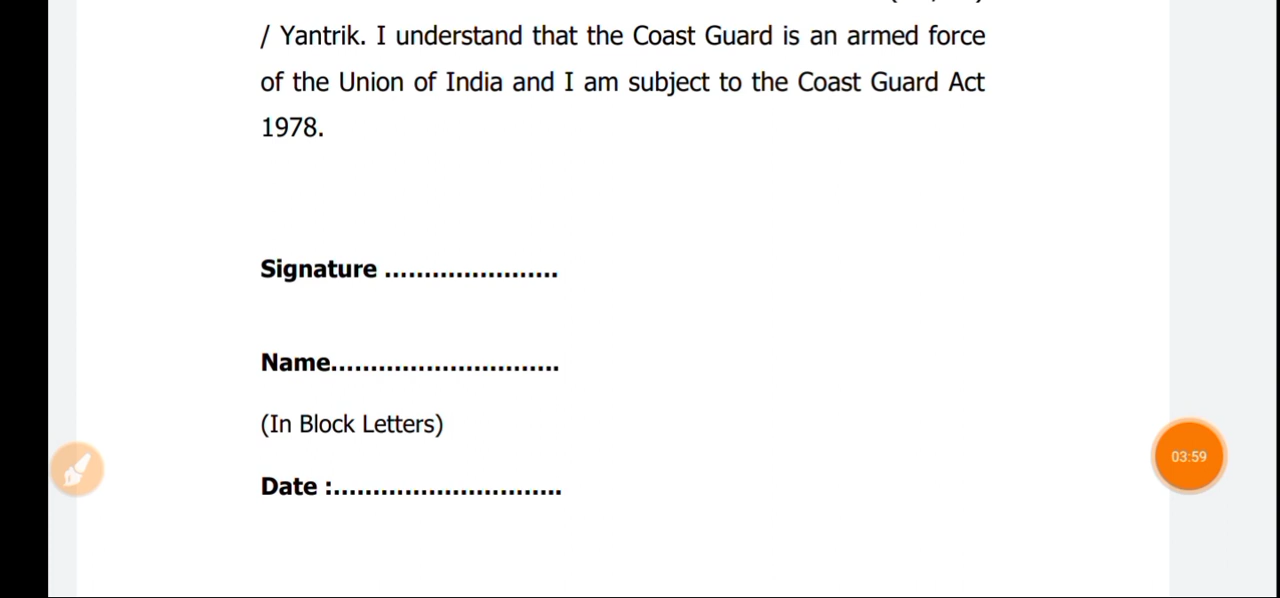 / Yantrik. I understand that the Coast Guard is an armed force
of the Union of India and I am subject to the Coast Guard Act
1978.
Signature ......................
Name.............................
(In Block Letters)
Date :.............................
03:59